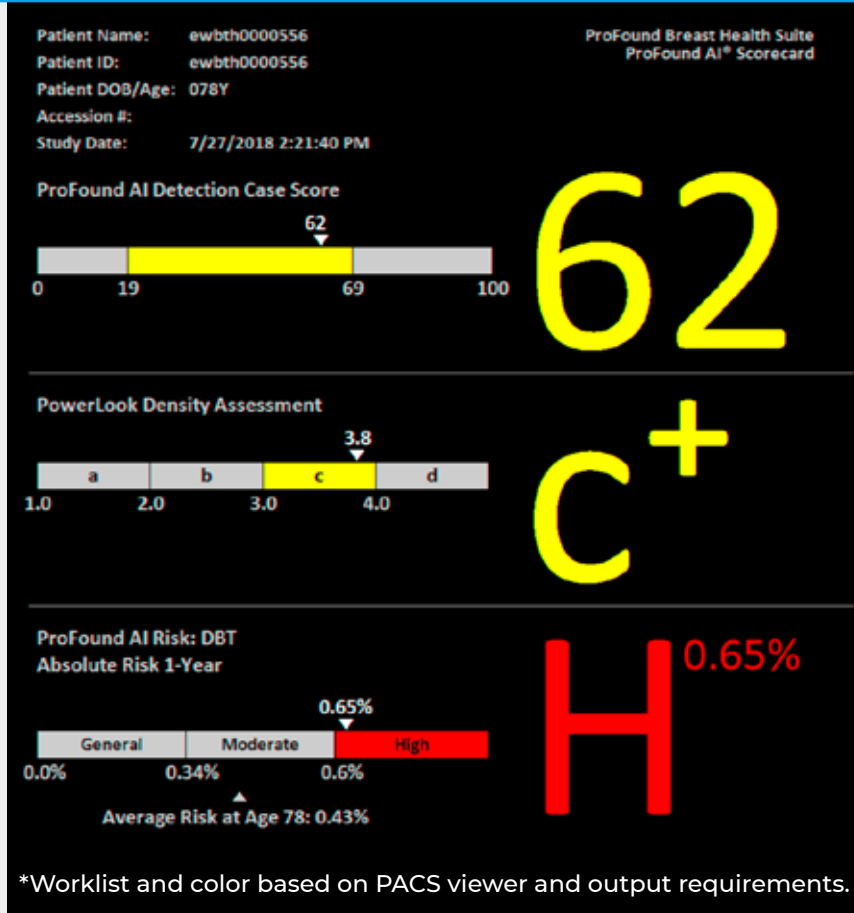 Patient Name: ewbth0000556
Patient ID: ewbth0000556
Patient DOB/Age: 078Y
Accession #:
Study Date: 7/27/2018 2:21:40 PM
ProFound Breast Health Suite
ProFound AI® Scorecard
ProFound AI Detection Case Score
62
0 19 69 100
62
PowerLook Density Assessment
3.8
a b c d
1.0 2.0 3.0 4.0
c+
ProFound AI Risk: DBT
Absolute Risk 1-Year
0.65%
General Moderate High
0.0% 0.34% 0.6%
Average Risk at Age 78: 0.43%
H 0.65%
*Worklist and color based on PACS viewer and output requirements.